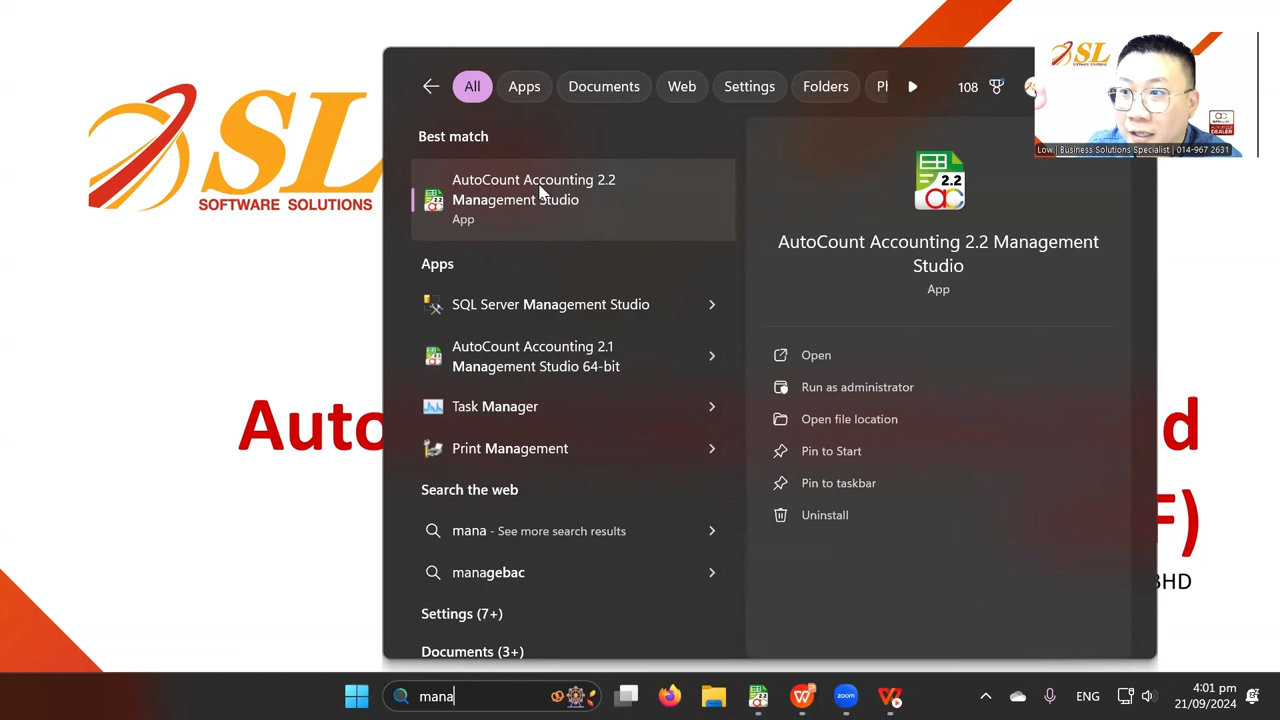 SL
SOFTWARE SOLUTIONS
Auto
d
F)
BHD
All
Apps
Documents
Web
Settings
Folders
Ph
108
Best match
AutoCount Accounting 2.2
Management Studio
App
Apps
SQL Server Management Studio
AutoCount Accounting 2.1
Management Studio 64-bit
Task Manager
Print Management
Search the web
mana - See more search results
managebac
Settings (7+)
Documents (3+)
2.2
ac
AutoCount Accounting 2.2 Management
Studio
App
Open
Run as administrator
Open file location
Pin to Start
Pin to taskbar
Uninstall
SL
DEALER
Low | Business Solutions Specialist | 014-967 2631
mana
zoom
ENG
4:01 pm
21/09/2024